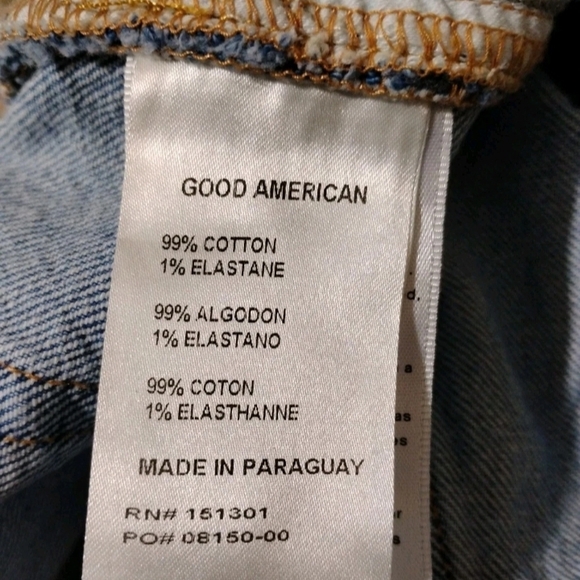 GOOD AMERICAN
99% COTTON
1% ELASTANE
99% ALGODON
1% ELASTANO
99% COTON
1% ELASTHANNE
MADE IN PARAGUAY
RN# 151301
PO# 08150-00